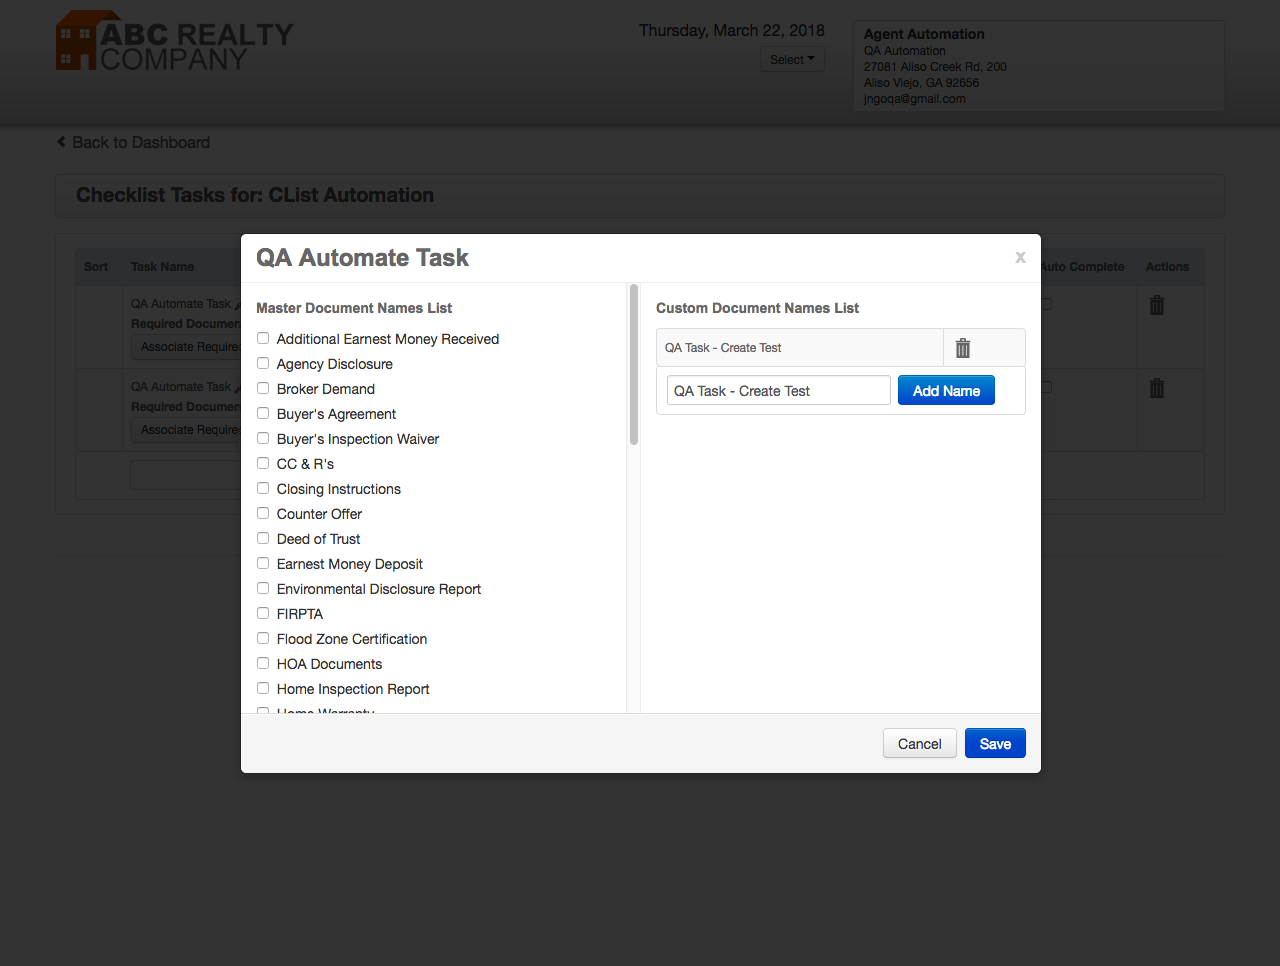 ABC REALTY
COMPANY
Thursday, March 22, 2018
Select
Agent Automation
QA Automation
27081 Aliso Creek Rd, 200
Aliso Viejo, GA 92656
jngoqa@gmail.com
Back to Dashboard
Checklist Tasks for: CList Automation
Sort Task Name Auto Complete Actions
QA Automate Task
Required Documen
Associate Require
QA Automate Task
Required Documen
Associate Require
QA Automate Task
x
Master Document Names List
Additional Earnest Money Received
Agency Disclosure
Broker Demand
Buyer's Agreement
Buyer's Inspection Waiver
CC & R's
Closing Instructions
Counter Offer
Deed of Trust
Earnest Money Deposit
Environmental Disclosure Report
FIRPTA
Flood Zone Certification
HOA Documents
Home Inspection Report
Home Warranty
Custom Document Names List
QA Task - Create Test
QA Task - Create Test Add Name
Cancel Save